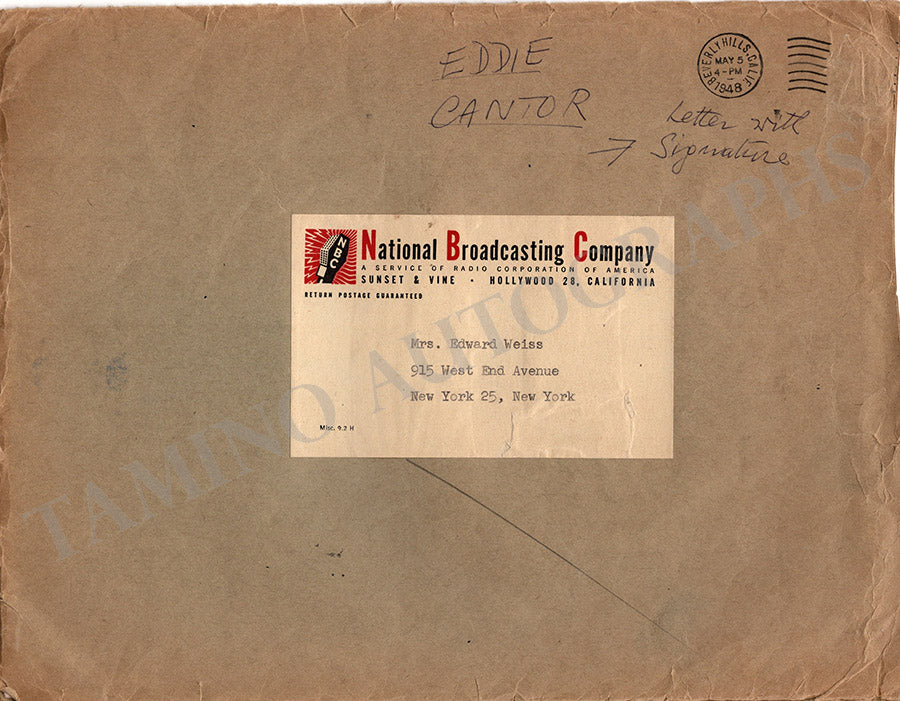 EDDIE
CANTOR
BEVERLY HILLS, CALIF.
MAY 5
4-PM
1948
Letter with
→ Signature
NBC
National Broadcasting Company
A SERVICE OF RADIO CORPORATION OF AMERICA
SUNSET & VINE • HOLLYWOOD 28, CALIFORNIA
RETURN POSTAGE GUARANTEED
Mrs. Edward Weiss
915 West End Avenue
New York 25, New York
Misc. 9.2 H
TAMINO AUTOGRAPHS